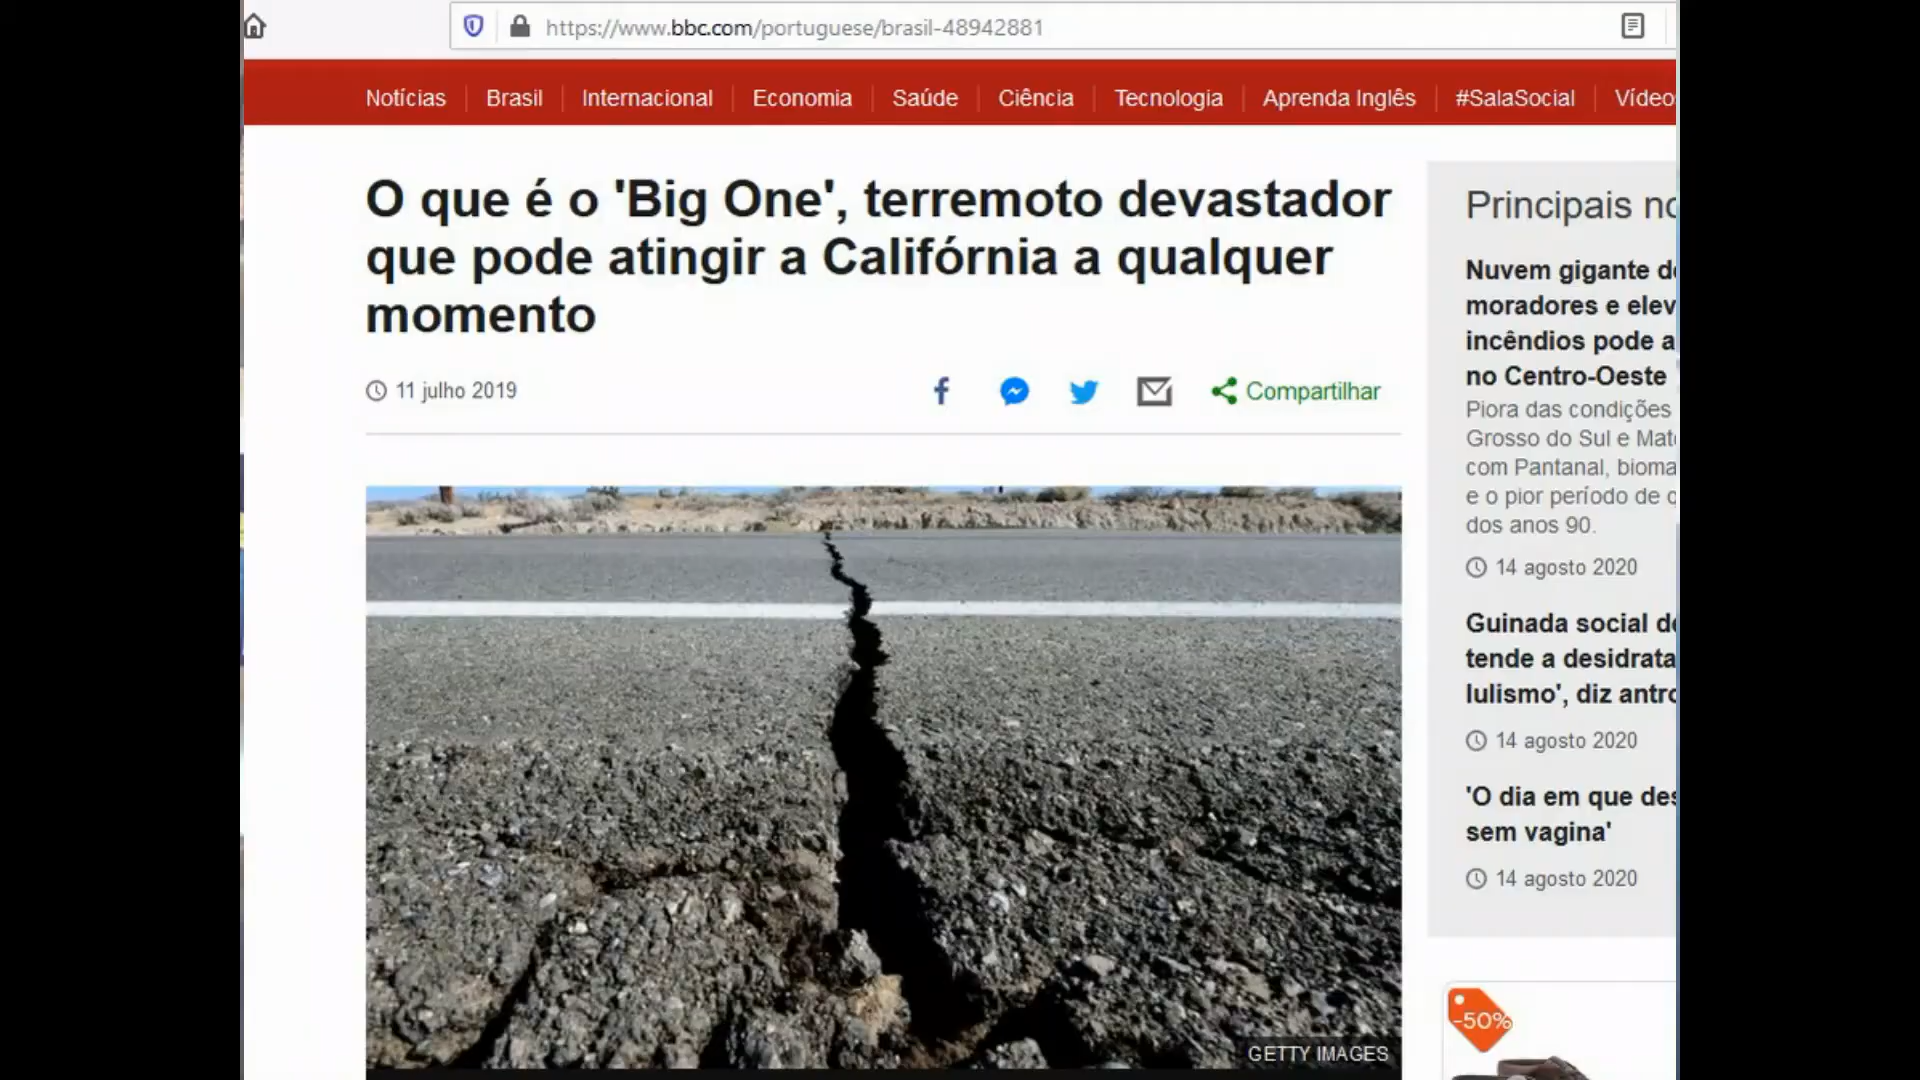 https://www.bbc.com/portuguese/brasil-48942881
Notícias Brasil Internacional Economia Saúde Ciência Tecnologia Aprenda Inglês #SalaSocial
O que é o 'Big One', terremoto devastador
que pode atingir a Califórnia a qualquer
momento
11 julho 2019
Compartilhar
GETTY IMAGES
Principais
Nuvem gigante
moradores e
incêndios pode
no Centro-Oeste
Piora das condições
Grosso do Sul e
com Pantanal,
e o pior período de
dos anos 90.
14 agosto 2020
Guinada social
tende a
lulismo', diz
14 agosto 2020
'O dia em que
sem vagina'
14 agosto 2020
-50%